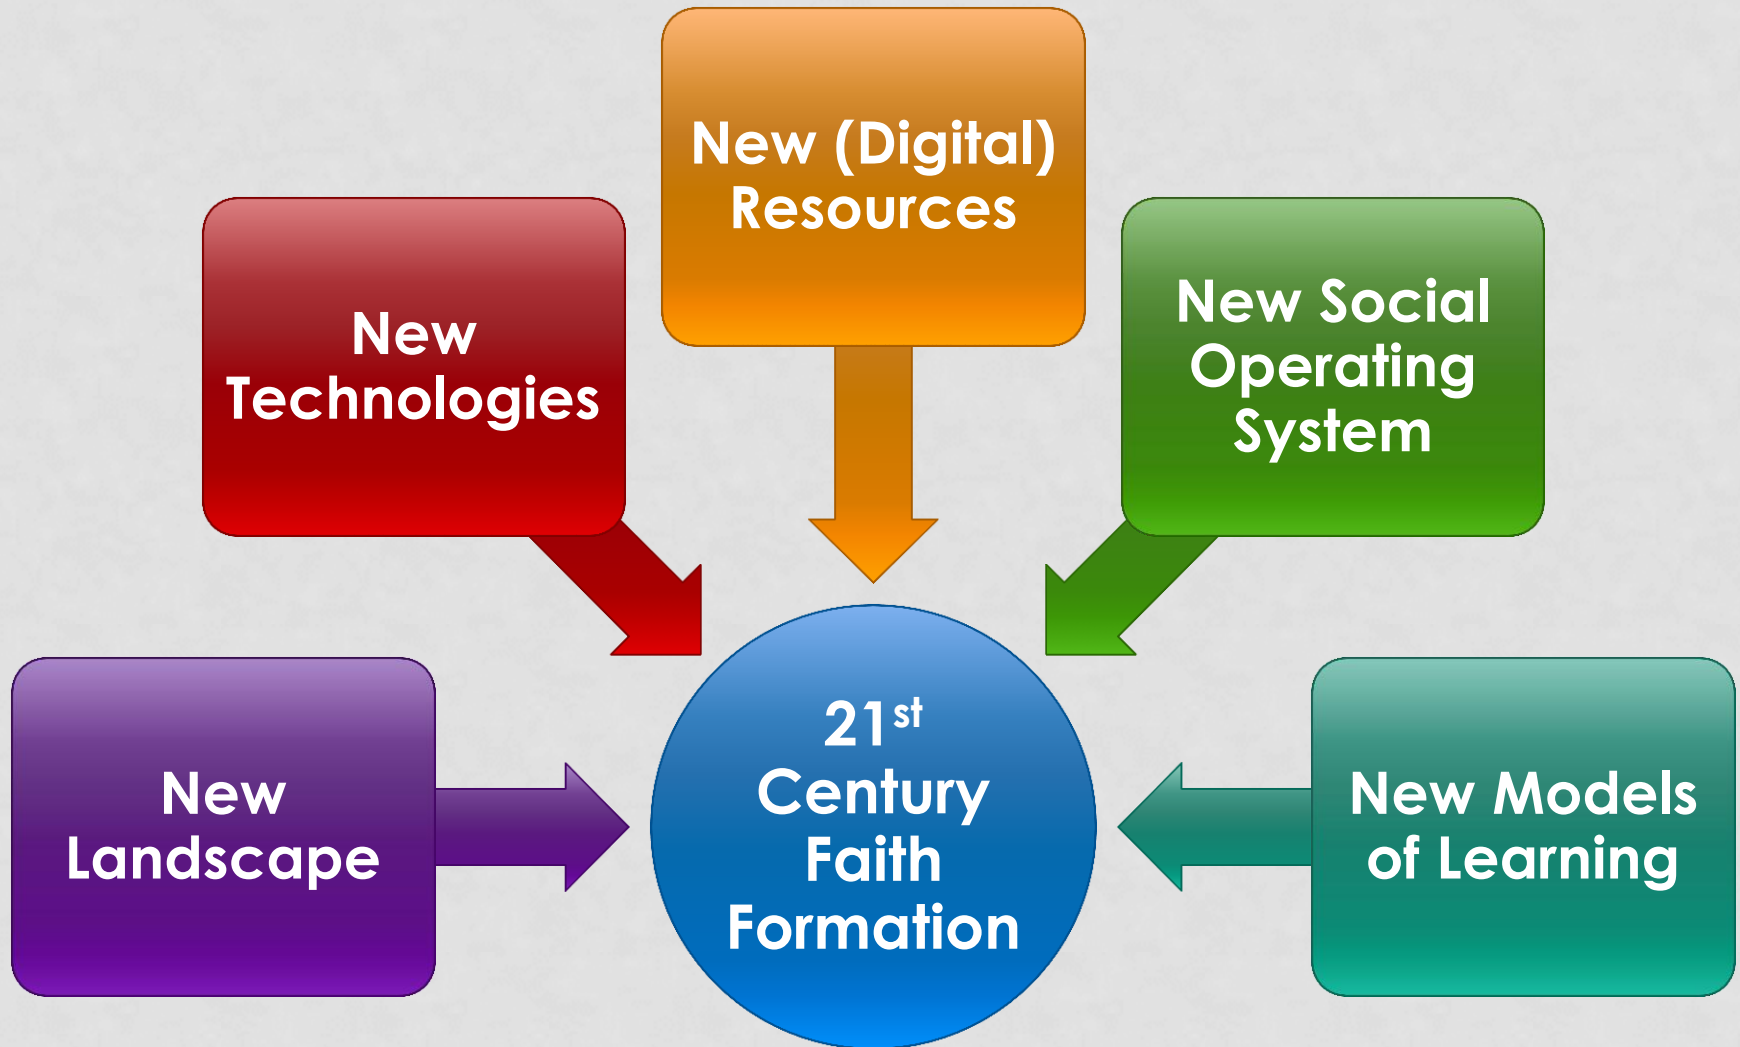 New (Digital)
Resources
New
Technologies
New Social
Operating
System
New
Landscape
21st
Century
Faith
Formation
New Models
of Learning